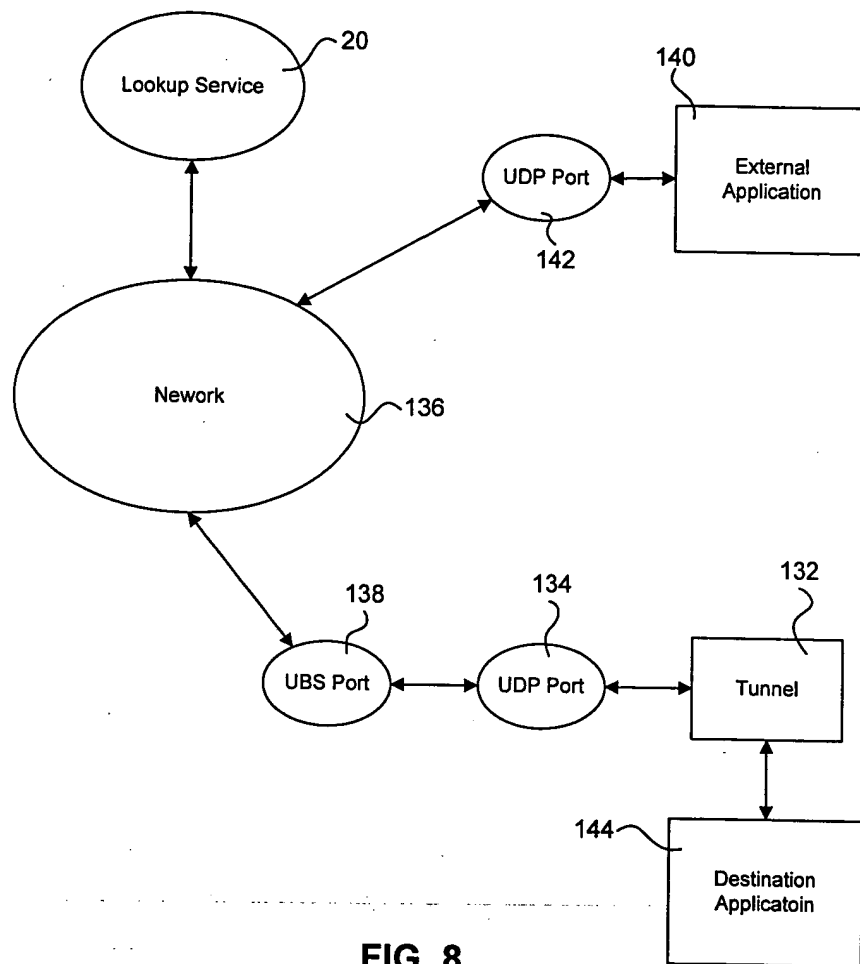 20
Lookup Service
140
UDP Port
External
Application
142
Nework
136
138
134
132
UBS Port
UDP Port
Tunnel
144
Destination
Applicatoin
FIG. 8